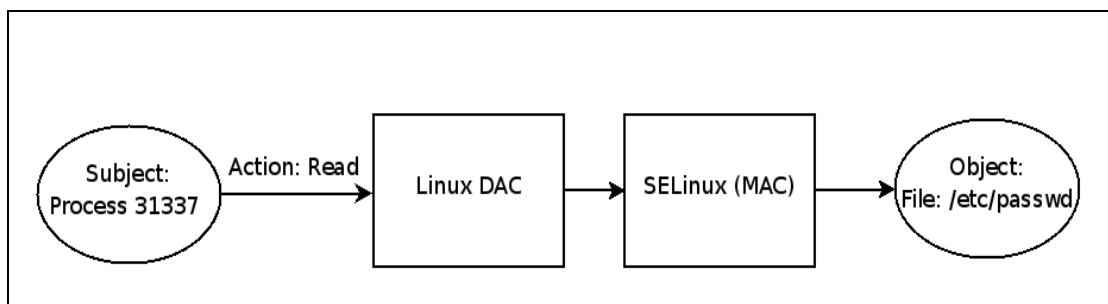 Subject:
Process 31337
Action: Read
Linux DAC
SELinux (MAC)
Object:
File: /etc/passwd